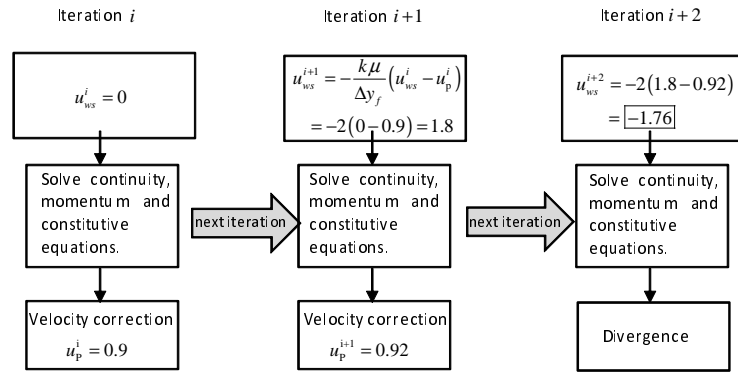 Iteration i
Iteration i+1
Iteration i+2
u_{ws}^{i} = 0
u_{ws}^{i+1} = -\frac{kμ}{Δy_f}(u_{ws}^{i} - u_{p}^{i})
= -2(0-0.9) = 1.8
u_{ws}^{i+2} = -2(1.8-0.92)
= -1.76
Solve continuity,
momentum and
constitutive
equations.
next iteration
Solve continuity,
momentum and
constitutive
equations.
next iteration
Solve continuity,
momentum and
constitutive
equations.
Velocity correction
u_{P}^{i} = 0.9
Velocity correction
u_{P}^{i+1} = 0.92
Divergence